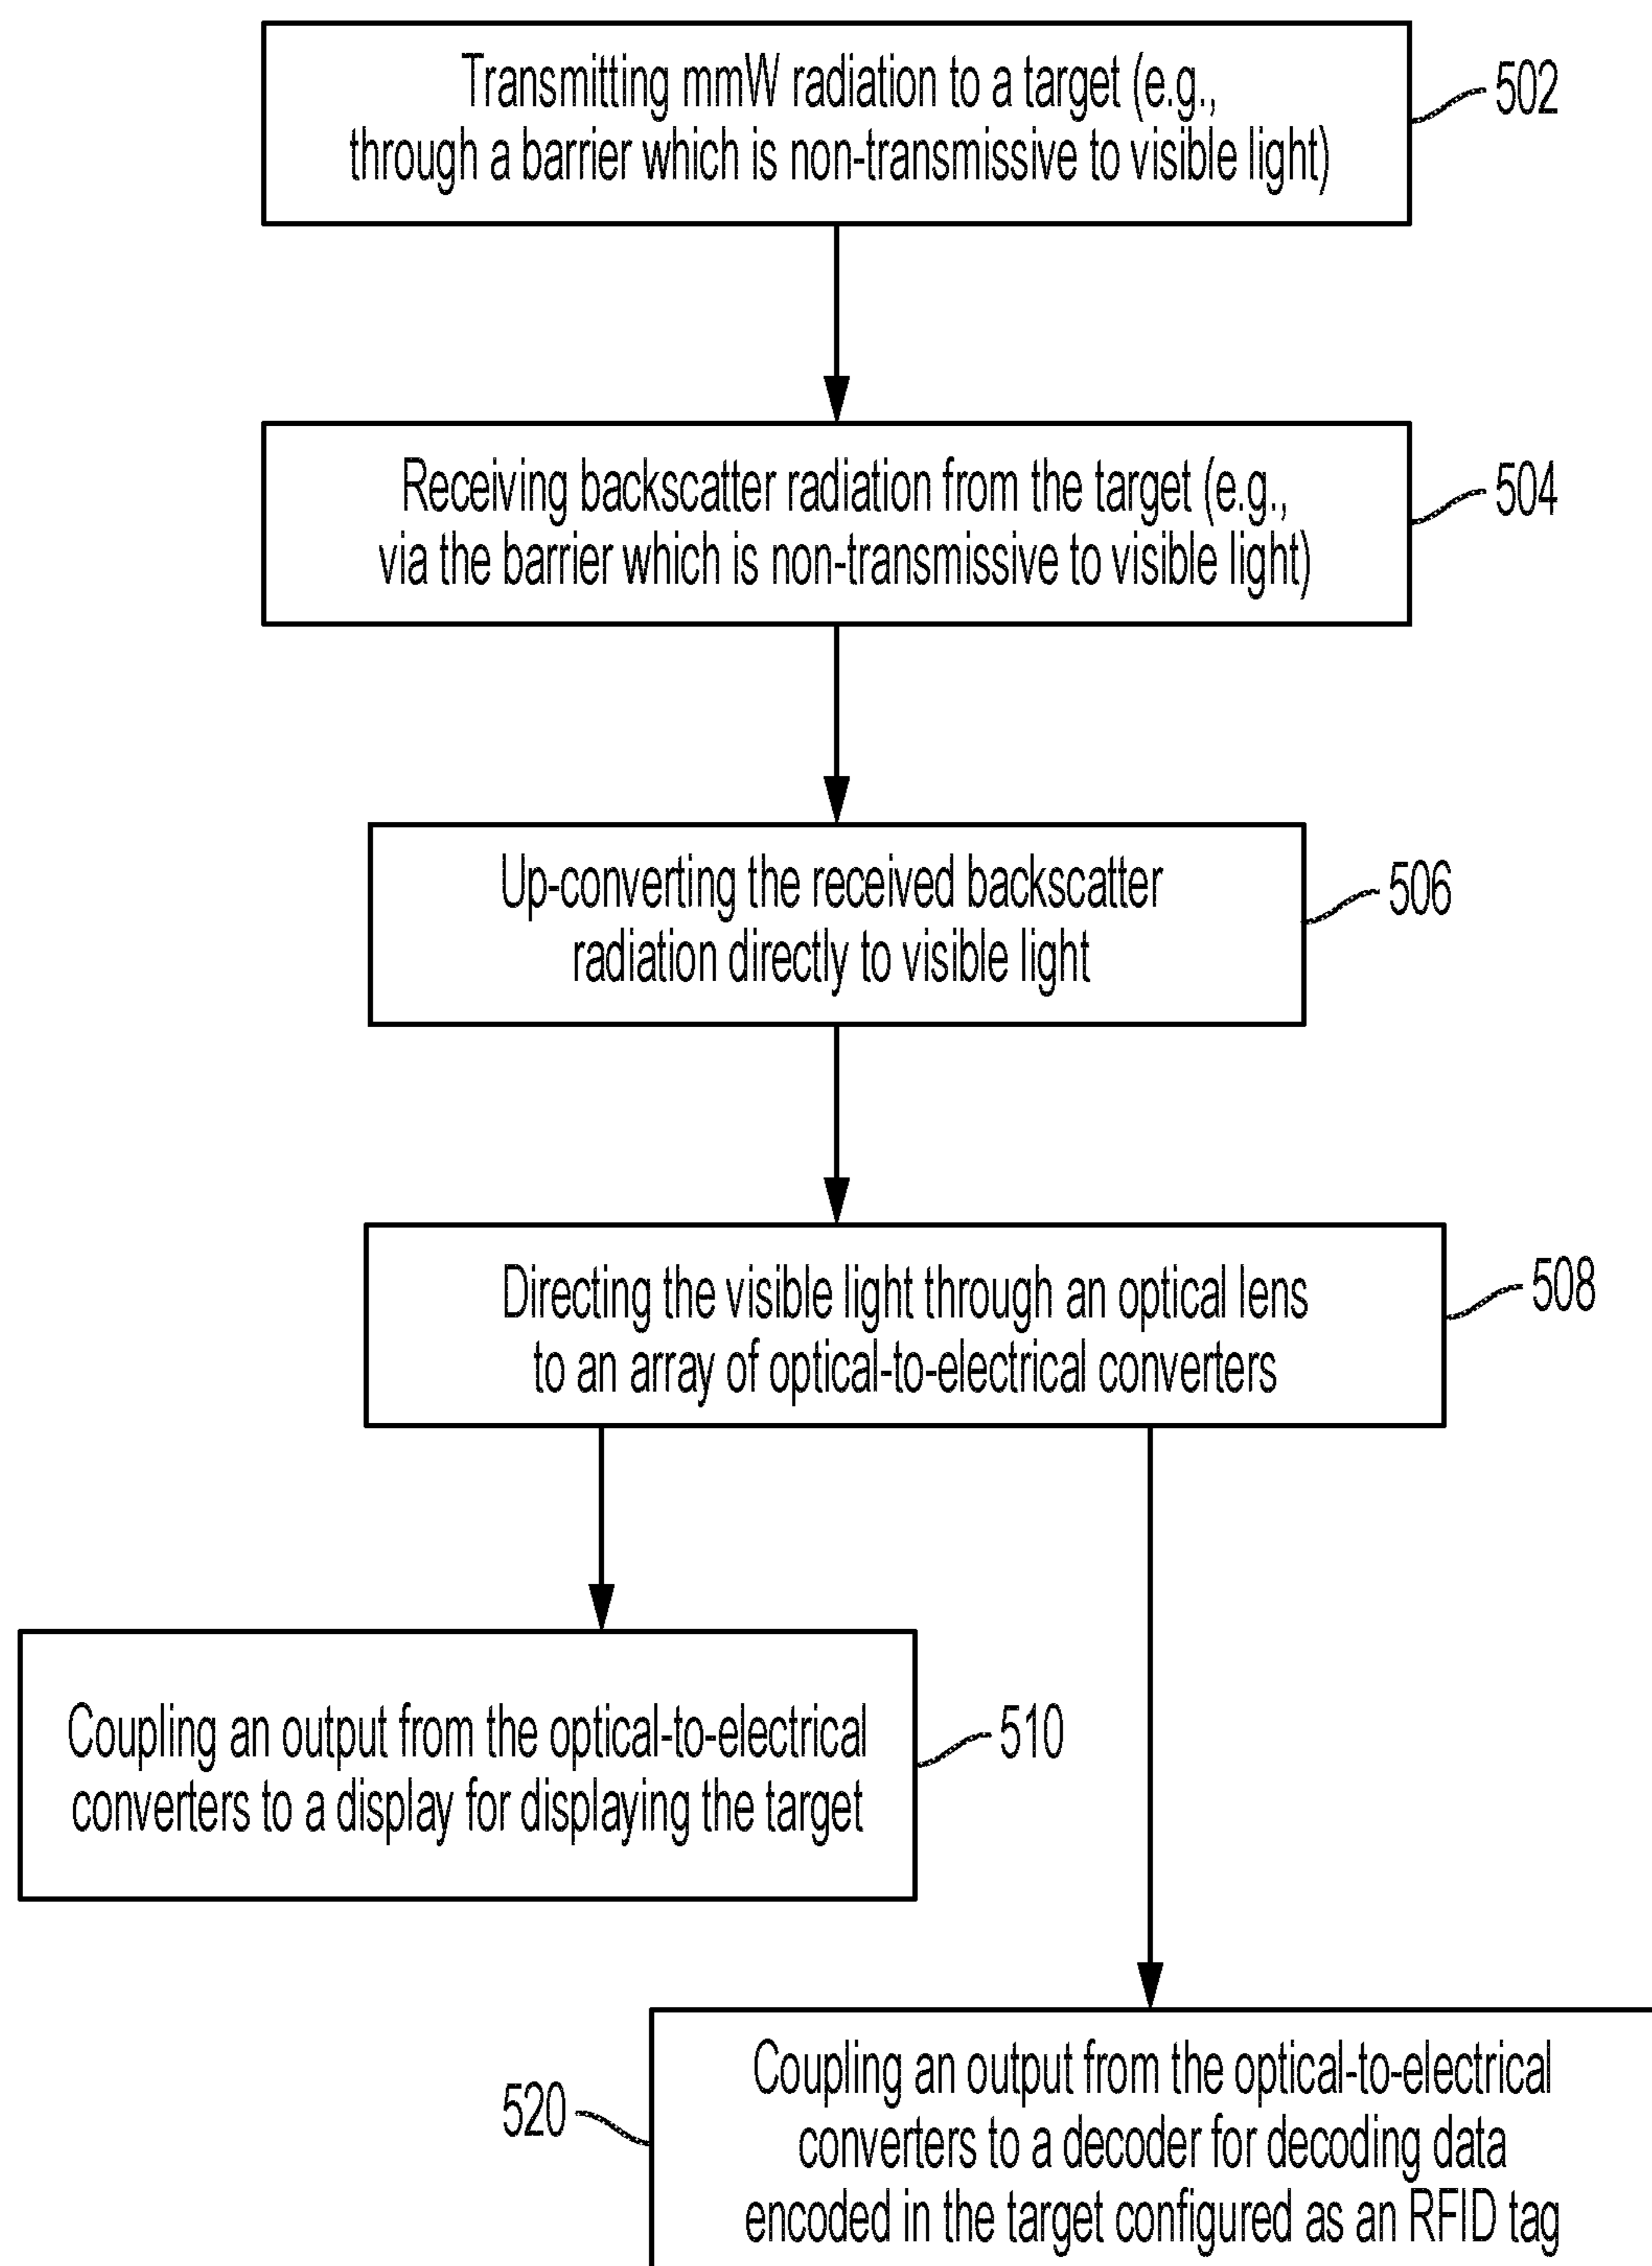 Transmitting mmW radiation to a target (e.g.,
through a barrier which is non-transmissive to visible light)
502
Receiving backscatter radiation from the target (e.g.,
via the barrier which is non-transmissive to visible light)
504
Up-converting the received backscatter
radiation directly to visible light
506
Directing the visible light through an optical lens
to an array of optical-to-electrical converters
508
Coupling an output from the optical-to-electrical
converters to a display for displaying the target
510
520
Coupling an output from the optical-to-electrical
converters to a decoder for decoding data
encoded in the target configured as an RFID tag